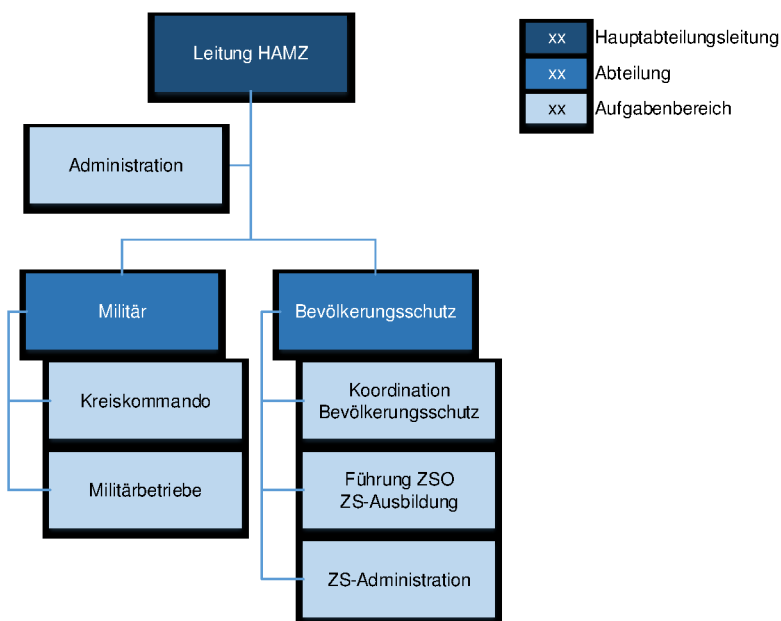 Leitung HAMZ
xx Hauptabteilungsleitung
xx Abteilung
xx Aufgabenbereich
Administration
Militär
Bevölkerungsschutz
Kreiskommando
Koordination
Bevölkerungsschutz
Militärbetriebe
Führung ZSO
ZS-Ausbildung
ZS-Administration